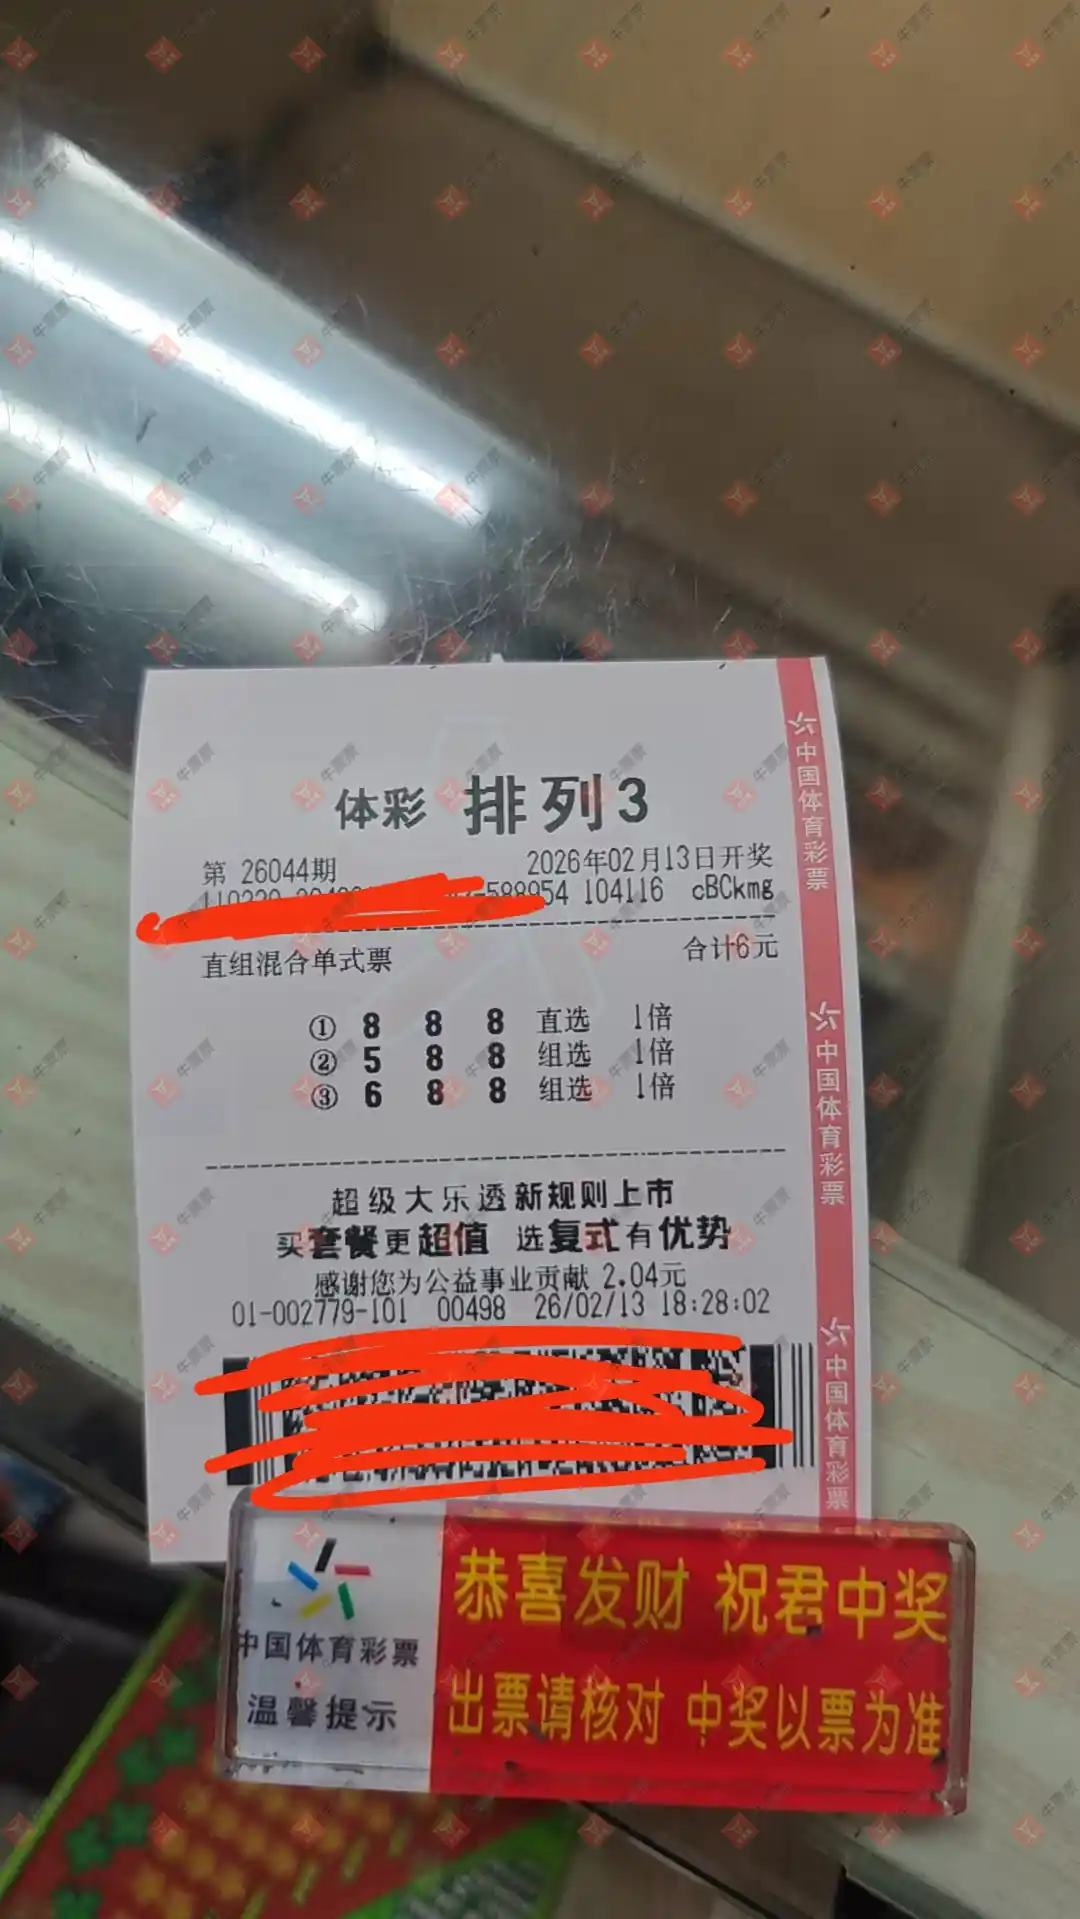 体彩 排列3
第 26044期 2026年02月13日开奖
588954 104116 cBCkmg
直组混合单式票 合计6元
① 8 8 8 直选 1倍
② 5 8 8 组选 1倍
③ 6 8 8 组选 1倍
超级大乐透新规则上市
买套餐更超值 选复式有优势
感谢您为公益事业贡献 2.04元
01-002779-101 00498 26/02/13 18:28:02
中国体育彩票
中国体育彩票
中国体育彩票
中国体育彩票
温馨提示
恭喜发财 祝君中奖
出票请核对 中奖以票为准